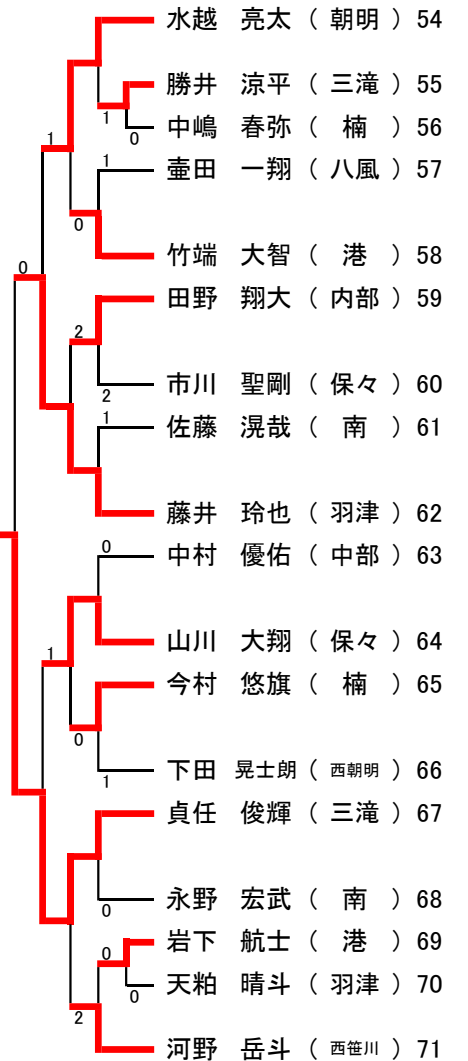 水越 亮太 ( 朝明 ) 54
勝井 涼平 ( 三滝 ) 55
1
中嶋 春弥 ( 楠 ) 56
0
1
1
壷田 一翔 ( 八風 ) 57
0
竹端 大智 ( 港 ) 58
0
田野 翔大 ( 内部 ) 59
2
市川 聖剛 ( 保々 ) 60
2
1
佐藤 滉哉 ( 南 ) 61
藤井 玲也 ( 羽津 ) 62
0
中村 優佑 ( 中部 ) 63
山川 大翔 ( 保々 ) 64
1
今村 悠旗 ( 楠 ) 65
0
下田 晃士朗 ( 西朝明 ) 66
1
貞任 俊輝 ( 三滝 ) 67
永野 宏武 ( 南 ) 68
0
岩下 航士 ( 港 ) 69
0
天粕 晴斗 ( 羽津 ) 70
0
2
河野 岳斗 ( 西笹川 ) 71